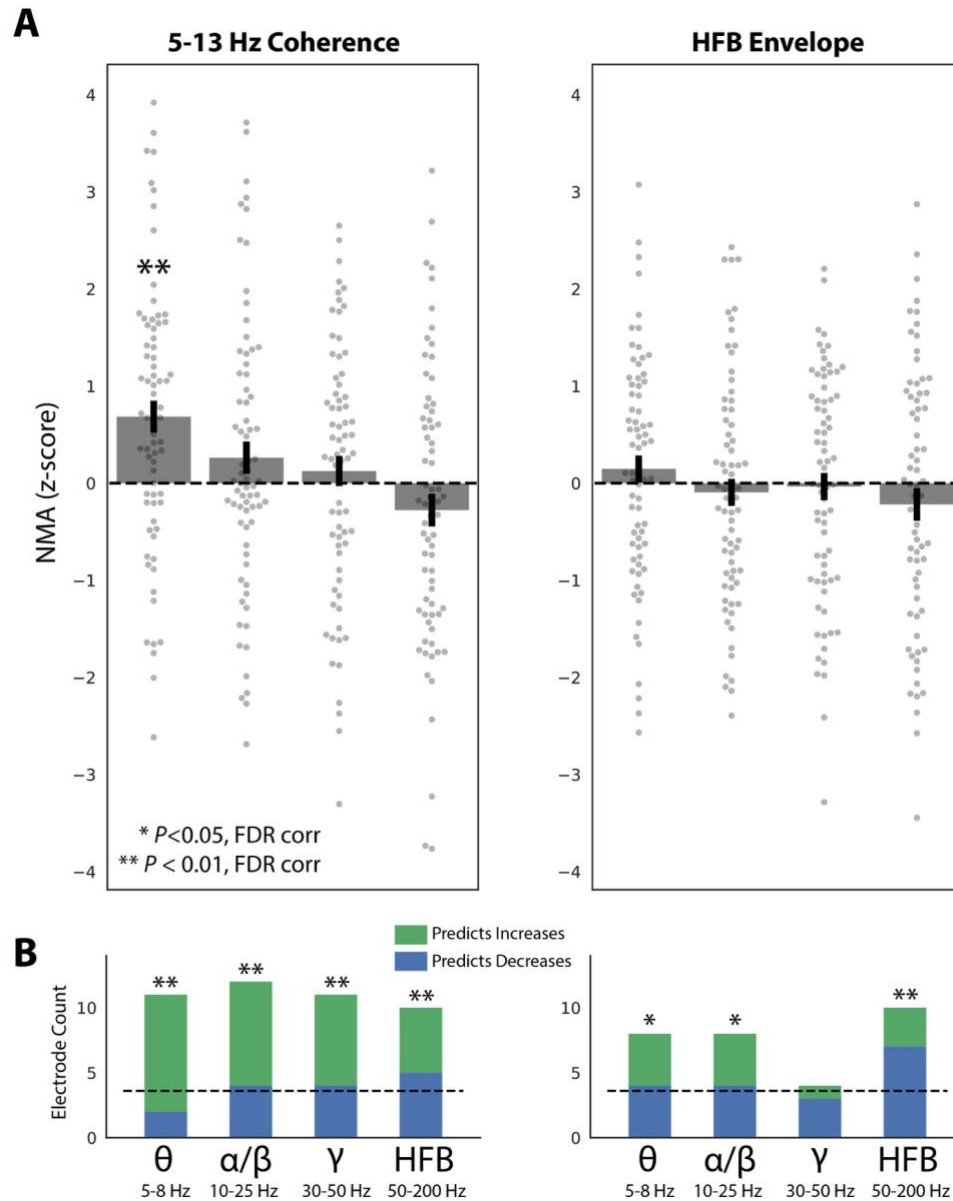 A
5-13 Hz Coherence
HFB Envelope
NMA (z-score)
4
3
2
1
0
−1
−2
−3
−4
**
* P<0.05, FDR corr
** P < 0.01, FDR corr
4
3
2
1
0
−1
−2
−3
−4
B
Predicts Increases
Predicts Decreases
Electrode Count
10
5
0
** ** ** **
10
5
0
* * **
θ α/β γ HFB
5-8 Hz 10-25 Hz 30-50 Hz 50-200 Hz
θ α/β γ HFB
5-8 Hz 10-25 Hz 30-50 Hz 50-200 Hz